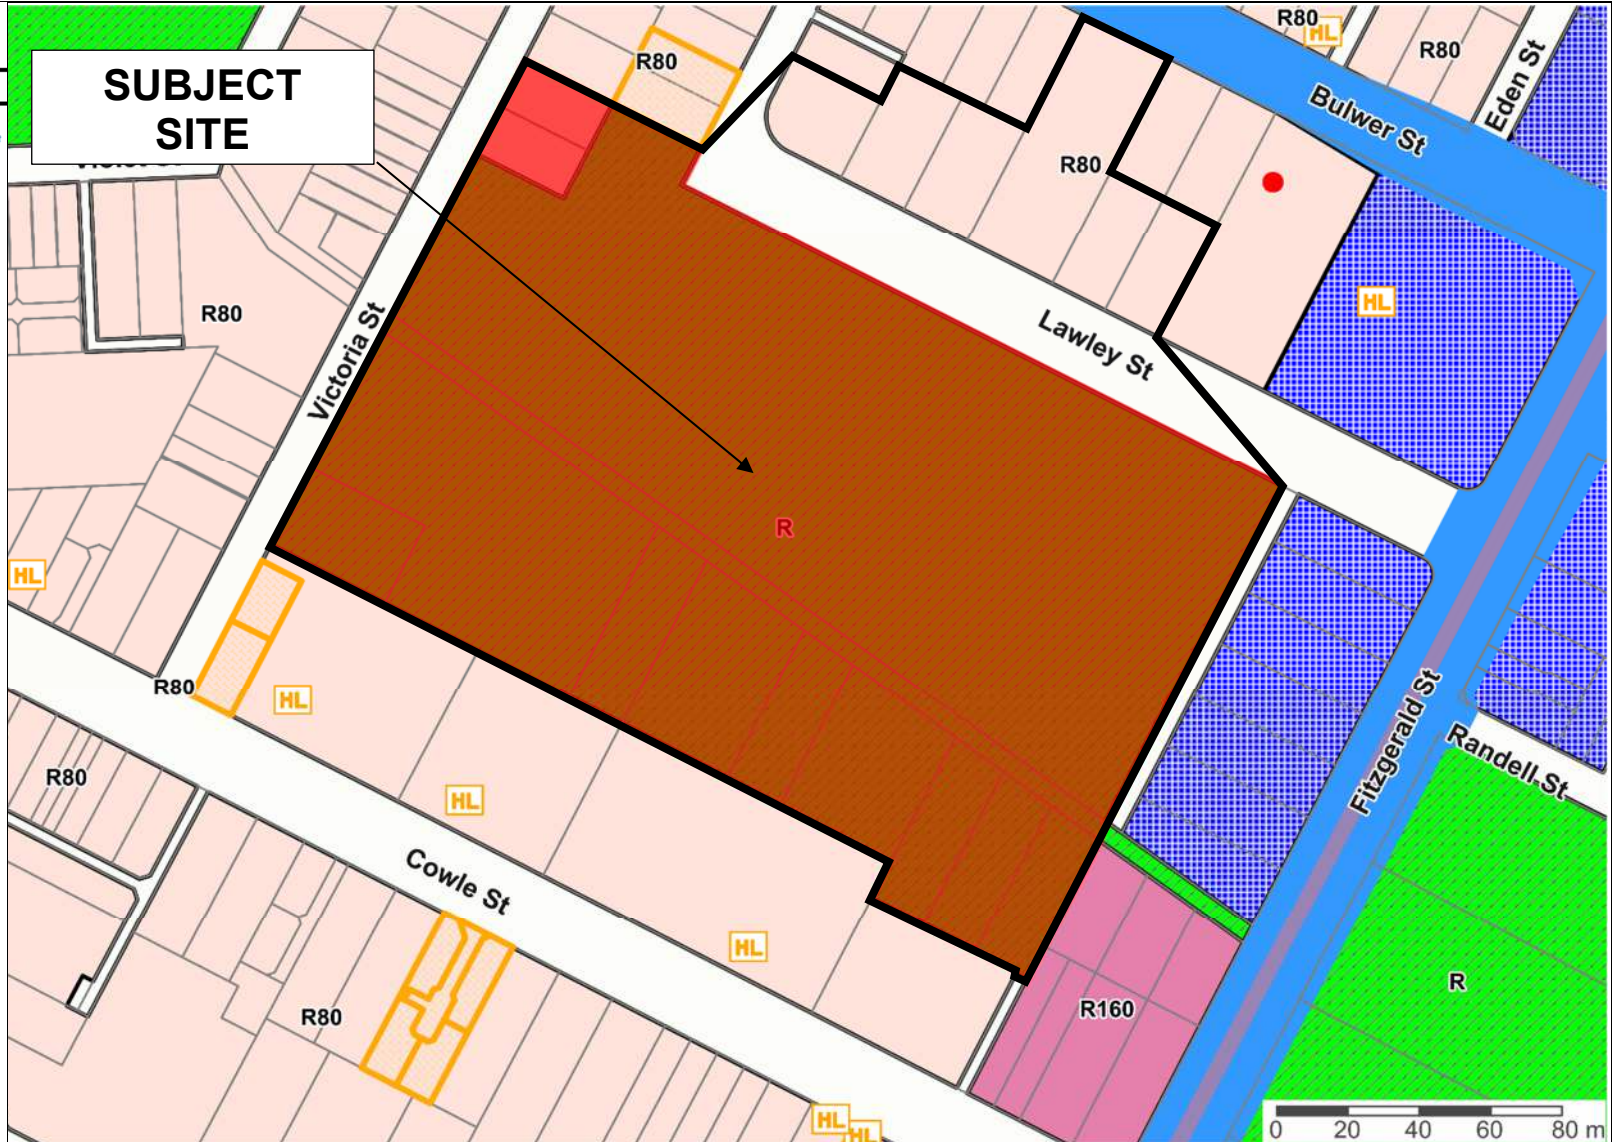 R80
HL
R80
R80
Eden St
SUBJECT
SITE
Bulwer St
R80
HL
R80
Victoria St
Lawley St
R
HL
R80
HL
Fitzgerald St
Randell St
R80
HL
Cowle St
HL
R
R160
R80
HL
HL
0 20 40 60 80 m